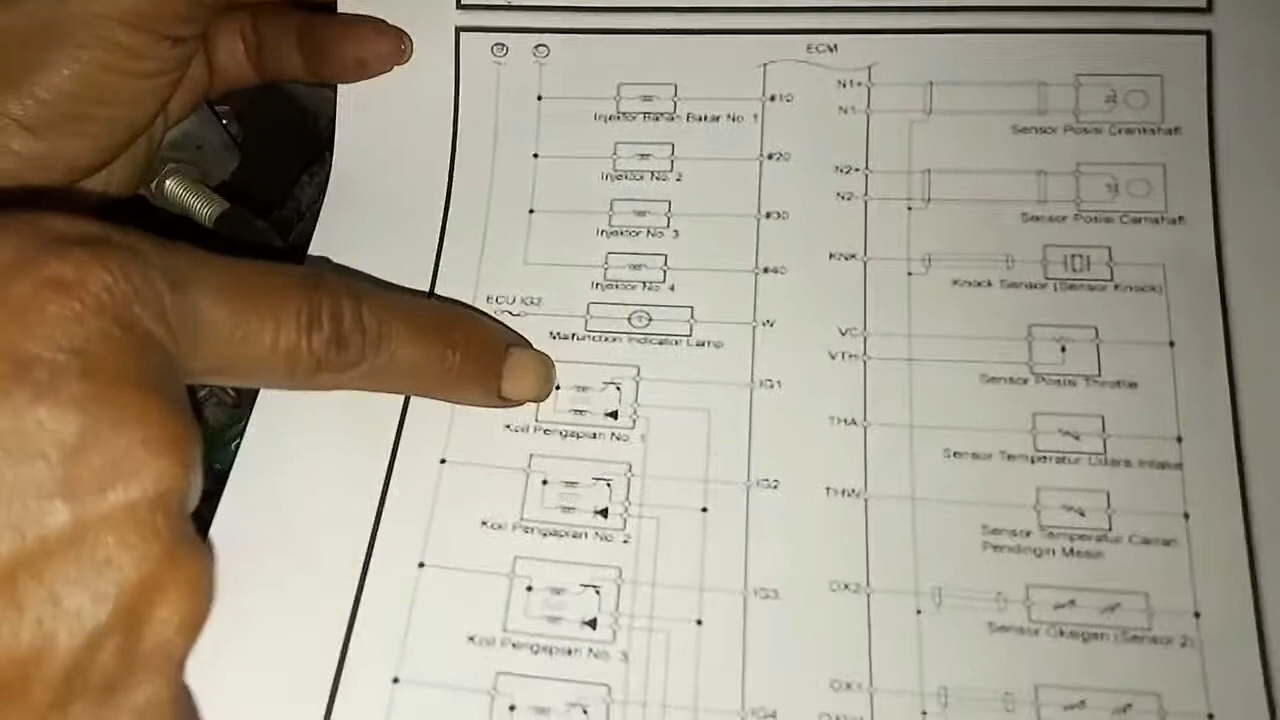 ECM
#10
Injektor Bahan Bakar No. 1
#20
Injektor No. 2
#30
Injektor No. 3
#40
Injektor No. 4
ECU IG2
W
Malfunction Indicator Lamp
IG1
Koil Pengapian No. 1
IG2
Koil Pengapian No. 2
IG3
Koil Pengapian No. 3
IG4
N1+
N1-
Sensor Posisi Crankshaft
N2+
N2-
Sensor Posisi Camshaft
KNK
Knock Sensor (Sensor Knock)
VC
VTH
Sensor Posisi Throttle
THA
Sensor Temperatur Udara Intake
THW
Sensor Temperatur Cairan
Pendingin Mesin
OX2
Sensor Oksigen (Sensor 2)
OX1